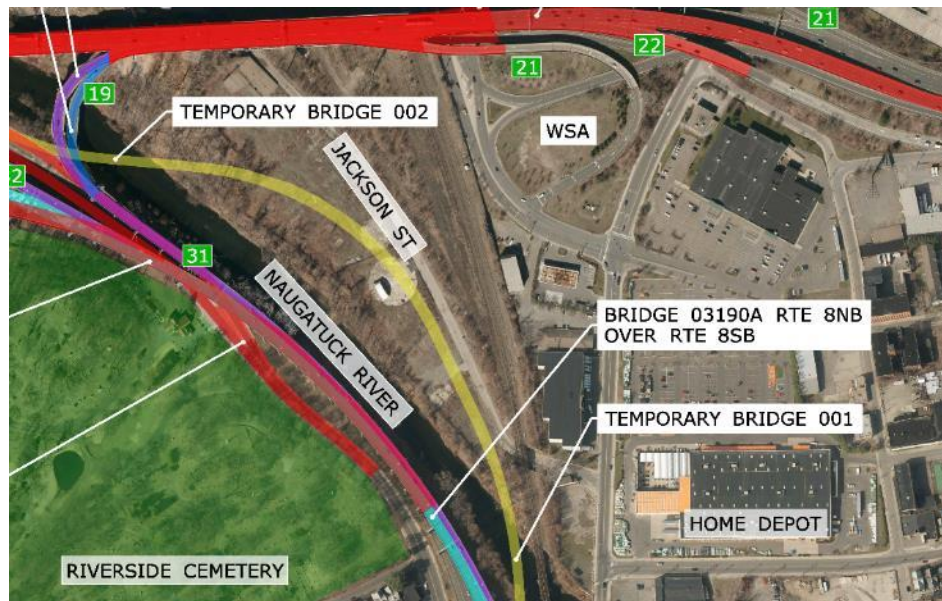 21
22
21
19
TEMPORARY BRIDGE 002
WSA
JACKSON ST
2
31
NAUGATUCK RIVER
BRIDGE 03190A RTE 8NB
OVER RTE 8SB
TEMPORARY BRIDGE 001
HOME DEPOT
RIVERSIDE CEMETERY